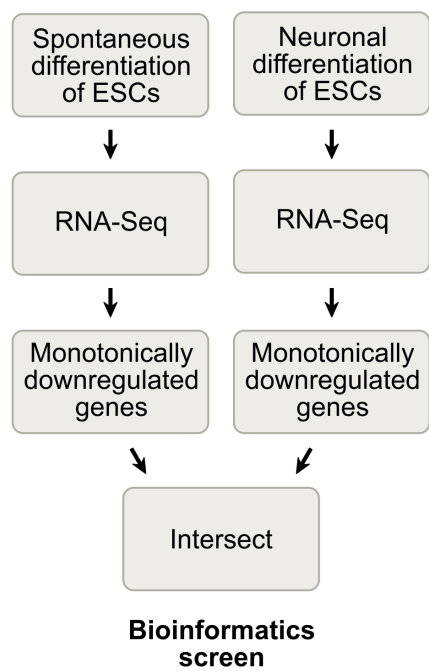 Spontaneous
differentiation
of ESCs
Neuronal
differentiation
of ESCs
RNA-Seq
RNA-Seq
Monotonically
downregulated
genes
Monotonically
downregulated
genes
Intersect
Bioinformatics
screen